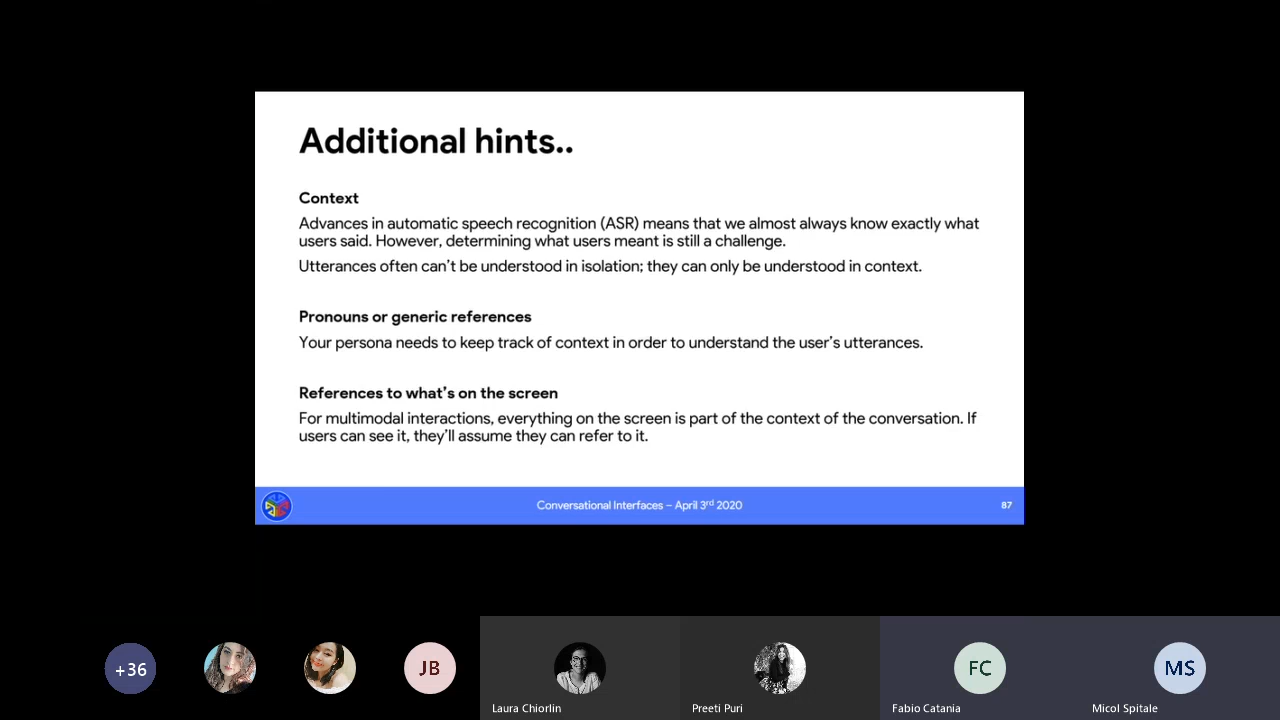 Additional hints..
Context
Advances in automatic speech recognition (ASR) means that we almost always know exactly what
users said. However, determining what users meant is still a challenge.
Utterances often can't be understood in isolation; they can only be understood in context.
Pronouns or generic references
Your persona needs to keep track of context in order to understand the user's utterances.
References to what's on the screen
For multimodal interactions, everything on the screen is part of the context of the conversation. If
users can see it, they'll assume they can refer to it.
Conversational Interfaces – April 3rd 2020
87
+36
JB
FC
MS
Laura Chiorlin
Preeti Puri
Fabio Catania
Micol Spitale